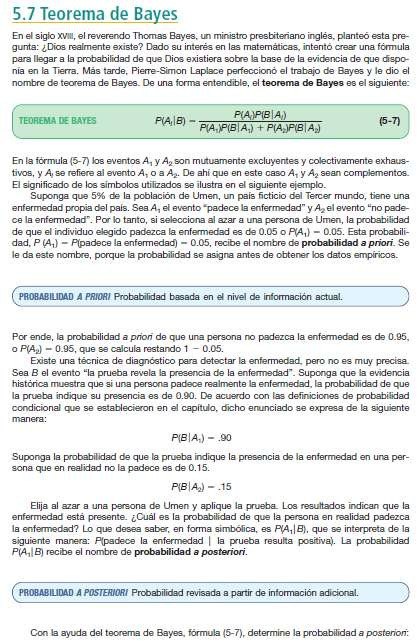 5.7 Teorema de Bayes
En el siglo XVIII, el reverendo Thomas Bayes, un ministro presbiteriano inglés, planteó esta pre-
gunta: ¿Dios realmente existe? Dado su interés en las matemáticas, intentó crear una fórmula
para llegar a la probabilidad de que Dios existiera sobre la base de la evidencia de que dispo-
nía en la Tierra. Más tarde, Pierre-Simon Laplace perfeccionó el trabajo de Bayes y le dio el
nombre de teorema de Bayes. De una forma entendible, el teorema de Bayes es el siguiente:
TEOREMA DE BAYES P(Aᵢ|B) = P(Aᵢ)P(B|Aᵢ) / P(A₁)P(B|A₁) + P(A₂)P(B|A₂) (5-7)
En la fórmula (5-7) los eventos A₁ y A₂ son mutuamente excluyentes y colectivamente exhaus-
tivos, y Aᵢ se refiere al evento A₁ o a A₂. De ahí que en este caso A₁ y A₂ sean complementos.
El significado de los símbolos utilizados se ilustra en el siguiente ejemplo.
Suponga que 5% de la población de Umen, un país ficticio del Tercer mundo, tiene una
enfermedad propia del país. Sea A₁ el evento “padece la enfermedad” y A₂ el evento “no pade-
ce la enfermedad”. Por lo tanto, si selecciona al azar a una persona de Umen, la probabilidad
de que el individuo elegido padezca la enfermedad es de 0.05 o P(A₁) = 0.05. Esta probabili-
dad, P (A₁) = P(padece la enfermedad) = 0.05, recibe el nombre de probabilidad a priori. Se
le da este nombre, porque la probabilidad se asigna antes de obtener los datos empíricos.
PROBABILIDAD A PRIORI Probabilidad basada en el nivel de información actual.
Por ende, la probabilidad a priori de que una persona no padezca la enfermedad es de 0.95,
o P(A₂) = 0.95, que se calcula restando 1 − 0.05.
Existe una técnica de diagnóstico para detectar la enfermedad, pero no es muy precisa.
Sea B el evento “la prueba revela la presencia de la enfermedad”. Suponga que la evidencia
histórica muestra que si una persona padece realmente la enfermedad, la probabilidad de que
la prueba indique su presencia es de 0.90. De acuerdo con las definiciones de probabilidad
condicional que se establecieron en el capítulo, dicho enunciado se expresa de la siguiente
manera:
P(B|A₁) = .90
Suponga la probabilidad de que la prueba indique la presencia de la enfermedad en una per-
sona que en realidad no la padece es de 0.15.
P(B|A₂) = .15
Elija al azar a una persona de Umen y aplique la prueba. Los resultados indican que la
enfermedad está presente. ¿Cuál es la probabilidad de que la persona en realidad padezca
la enfermedad? Lo que desea saber, en forma simbólica, es P(A₁|B), que se interpreta de la
siguiente manera: P(padece la enfermedad | la prueba resulta positiva). La probabilidad
P(A₁|B) recibe el nombre de probabilidad a posteriori.
PROBABILIDAD A POSTERIORI Probabilidad revisada a partir de información adicional.
Con la ayuda del teorema de Bayes, fórmula (5-7), determine la probabilidad a posteriori: